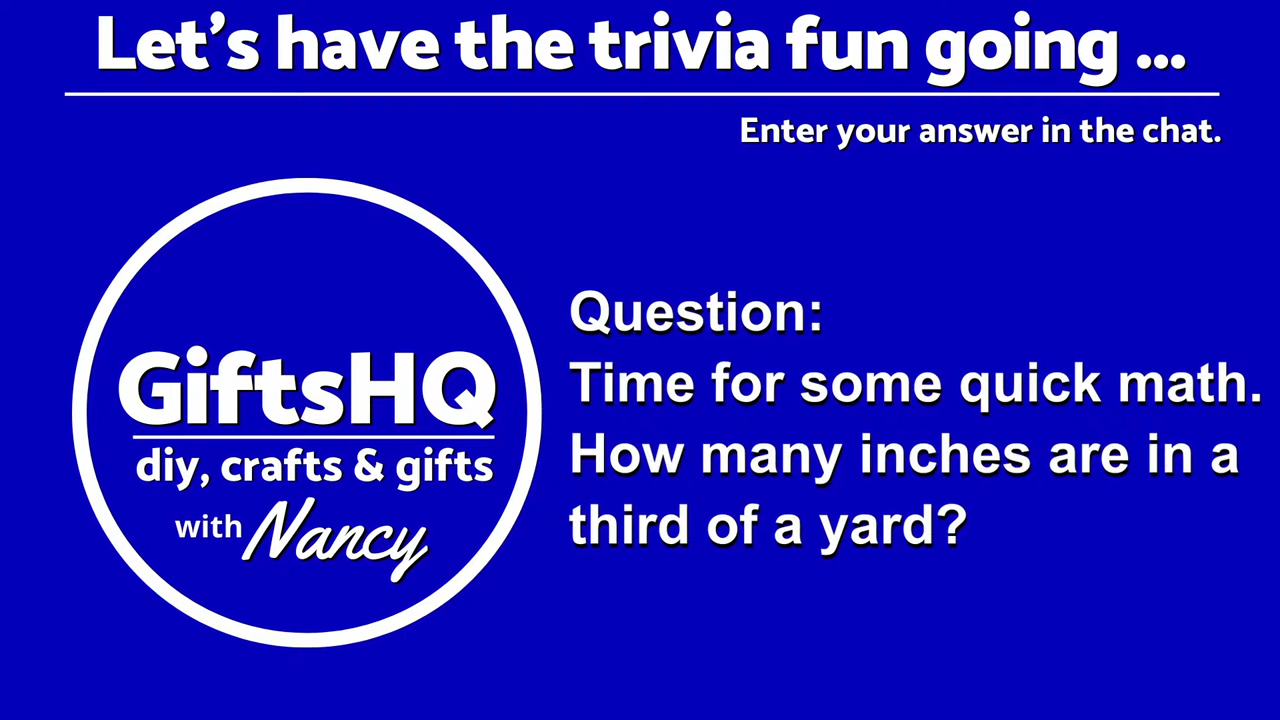 Let's have the trivia fun going ...
Enter your answer in the chat.
GiftsHQ
diy, crafts & gifts
with Nancy
Question:
Time for some quick math.
How many inches are in a
third of a yard?